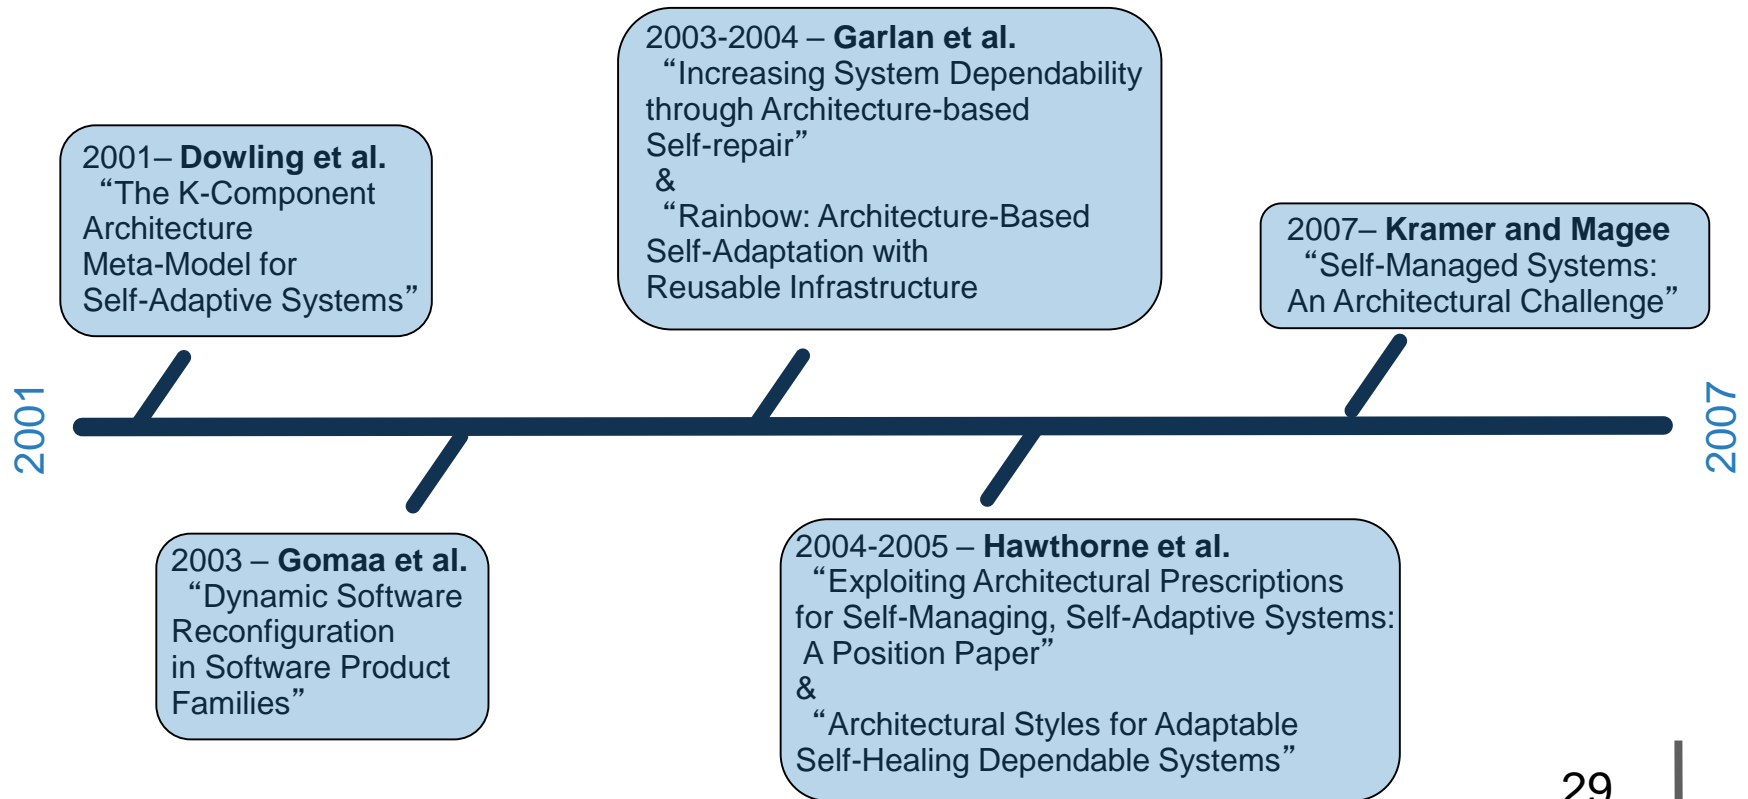 2003-2004 – Garlan et al.
“Increasing System Dependability
through Architecture-based
Self-repair”
&
“Rainbow: Architecture-Based
Self-Adaptation with
Reusable Infrastructure
2001– Dowling et al.
“The K-Component
Architecture
Meta-Model for
Self-Adaptive Systems”
2007– Kramer and Magee
“Self-Managed Systems:
An Architectural Challenge”
2001
2007
2003 – Gomaa et al.
“Dynamic Software
Reconfiguration
in Software Product
Families”
2004-2005 – Hawthorne et al.
“Exploiting Architectural Prescriptions
for Self-Managing, Self-Adaptive Systems:
A Position Paper”
&
“Architectural Styles for Adaptable
Self-Healing Dependable Systems”
29